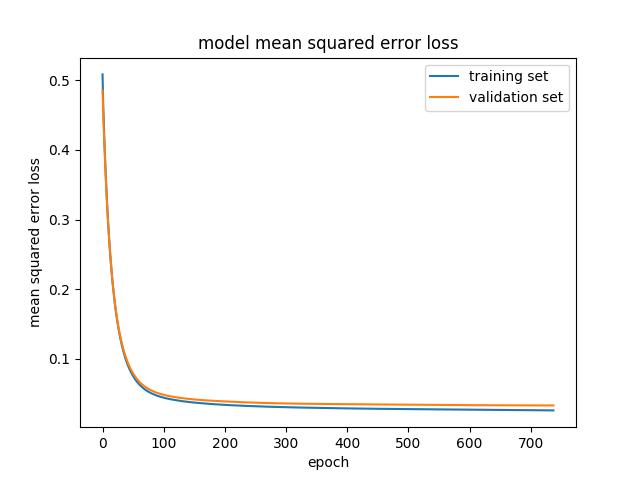 model mean squared error loss
training set
validation set
0.5
0.4
0.3
0.2
0.1
mean squared error loss
0 100 200 300 400 500 600 700
epoch